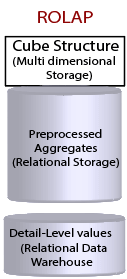 ROLAP
Cube Structure
(Multi dimensional
Storage)
Preprocessed
Aggregates
(Relational Storage)
Detail-Level values
(Relational Data
Warehouse